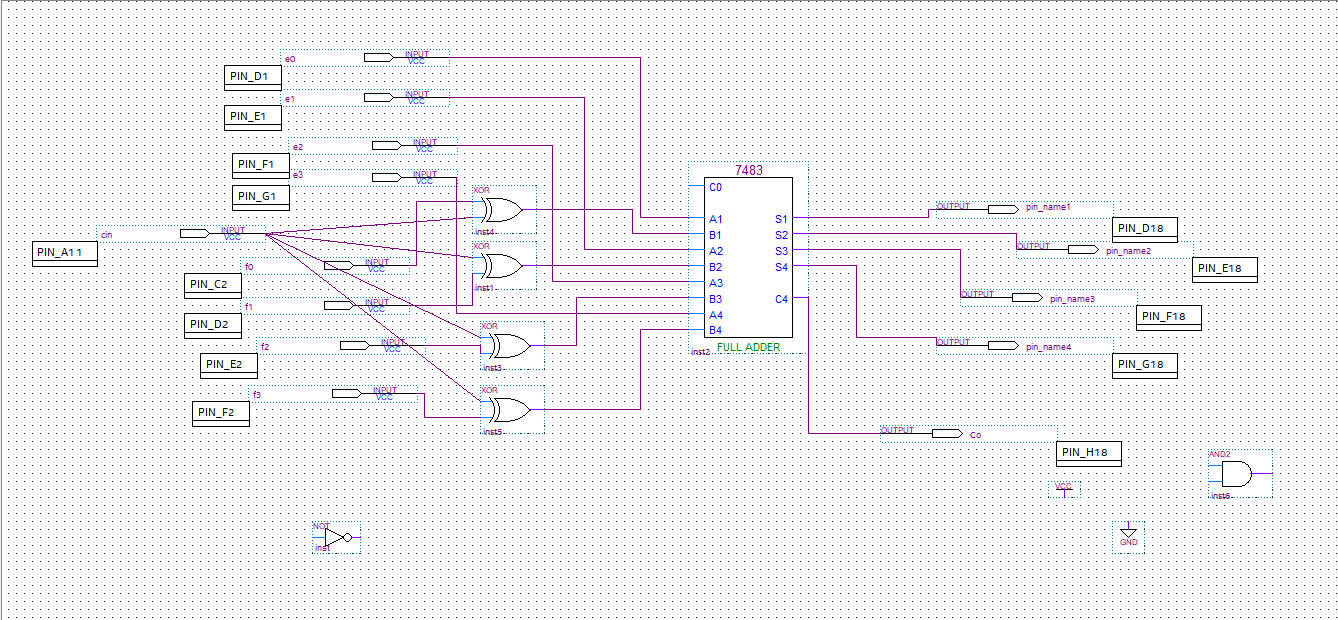 e0
INPUT
VCC
PIN_D1
e1
INPUT
VCC
PIN_E1
e2
INPUT
VCC
PIN_F1
e3
INPUT
VCC
PIN_G1
cin
INPUT
VCC
PIN_A11
f0
INPUT
VCC
PIN_C2
f1
INPUT
VCC
PIN_D2
f2
INPUT
VCC
PIN_E2
f3
INPUT
VCC
PIN_F2
XOR
inst4
XOR
inst1
XOR
inst3
XOR
inst5
7483
C0
A1
B1
A2
B2
A3
B3
A4
B4
S1
S2
S3
S4
C4
inst2
FULL ADDER
OUTPUT
pin_name1
PIN_D18
OUTPUT
pin_name2
PIN_E18
OUTPUT
pin_name3
PIN_F18
OUTPUT
pin_name4
PIN_G18
OUTPUT
Co
PIN_H18
VCC
AND2
inst6
NOT
inst
GND